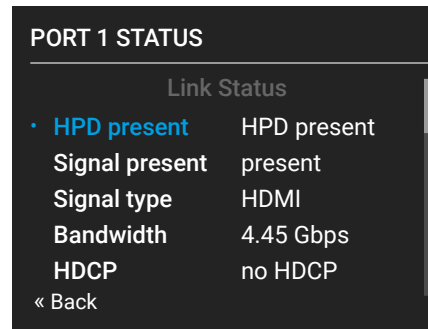 PORT 1 STATUS
Link Status
• HPD present HPD present
Signal present present
Signal type HDMI
Bandwidth 4.45 Gbps
HDCP no HDCP
« Back